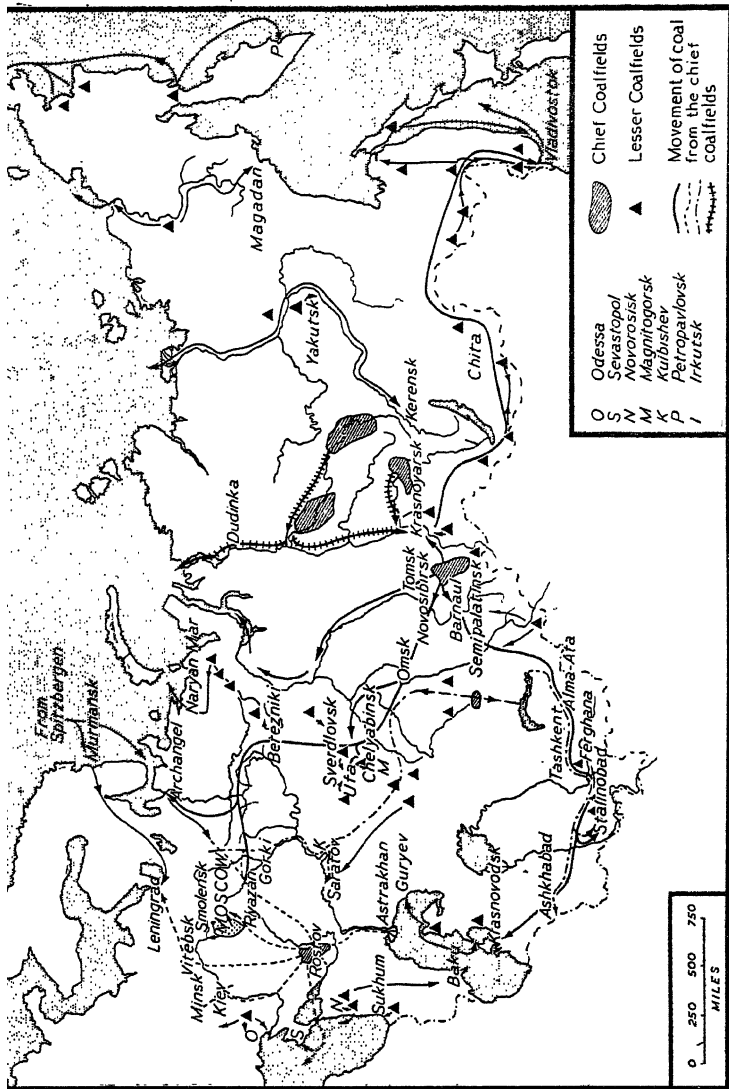 From
Spitzbergen
Murmansk
Naryan Mar
Archangel
Dudinka
Yakutsk
Magadan
P
Leningrad
Berezniki
Sverdlovsk
Ufa
Chelyabinsk
M
Omsk
Tomsk
Novosibirsk
Barnaul
Semipalatinsk
Krasnoyarsk
Kerensk
Chita
Vladivostok
Minsk
Vitebsk
Smolensk
MOSCOW
Ryazan
Gorki
Kiev
O
S
Rostov
K
Saratov
N
Sukhum
Astrakhan
Guryev
Baku
Krasnovodsk
Ashkhabad
Tashkent
Ferghana
Alma-Ata
Stalinobad
0 250 500 750
MILES
O Odessa
S Sevastopol
N Novorosisk
M Magnitogorsk
K Kuibishev
P Petropavlovsk
I Irkutsk
Chief Coalfields
Lesser Coalfields
Movement of coal
from the chief
coalfields